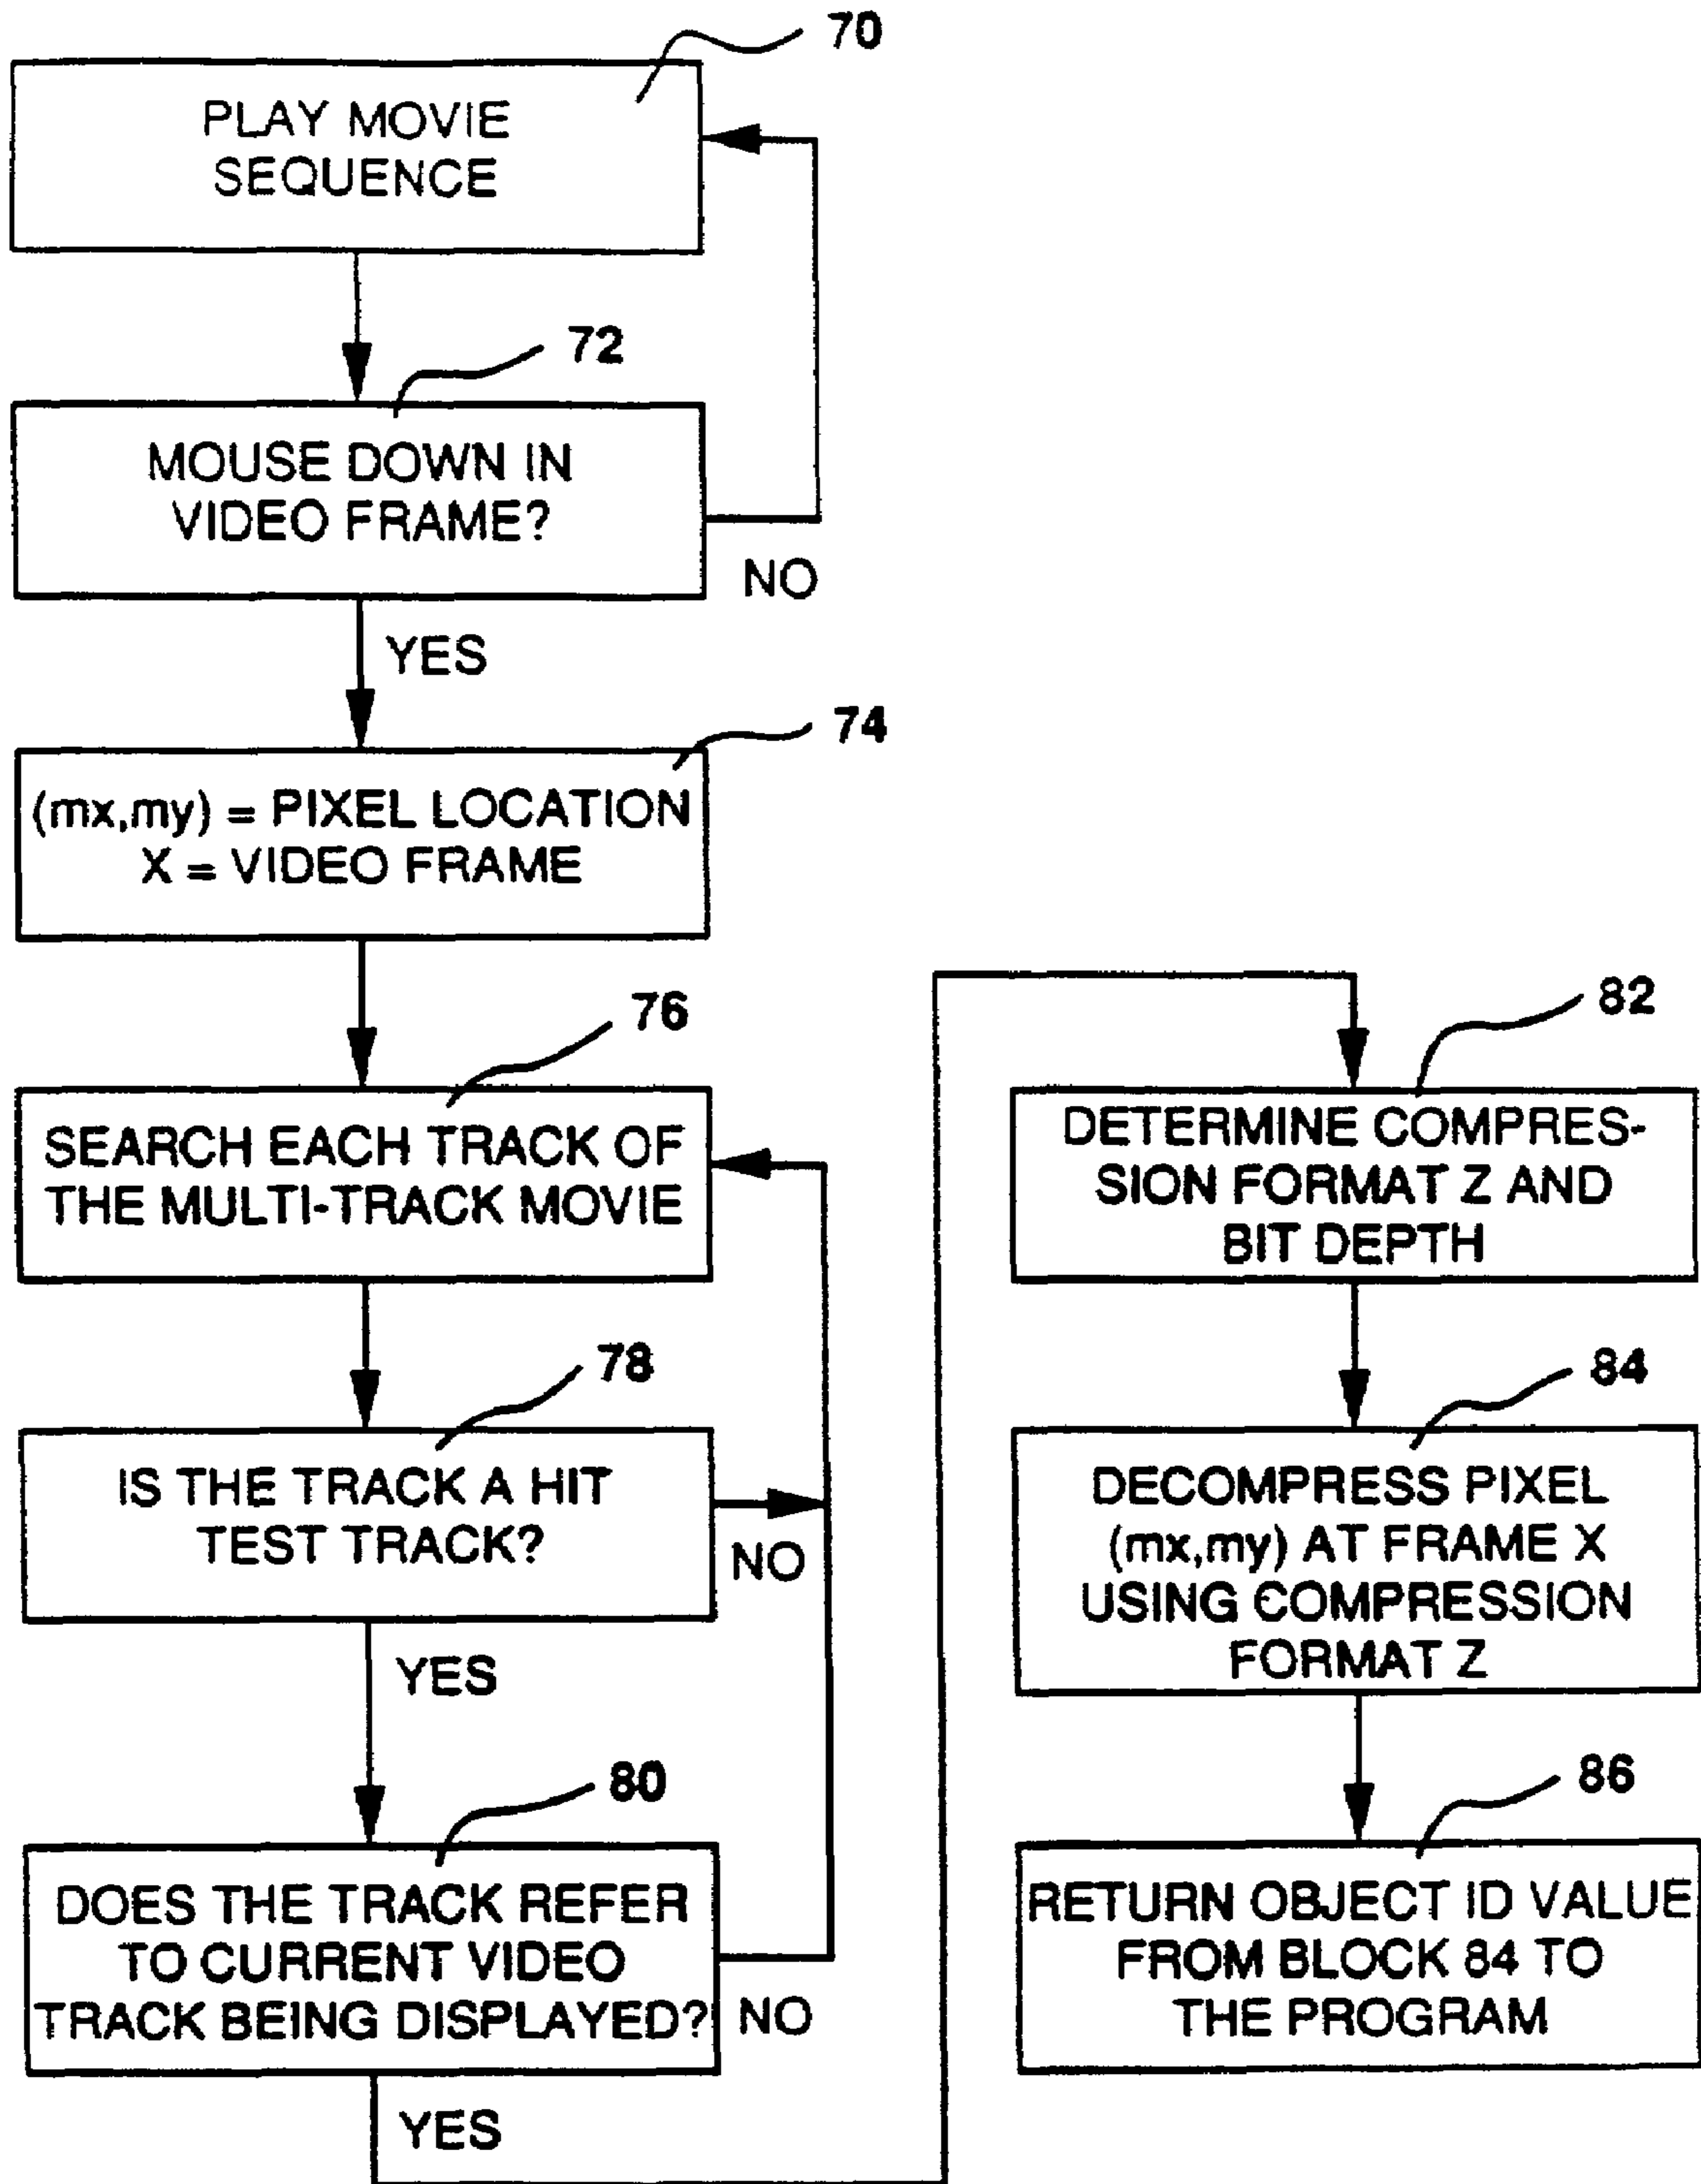 70
PLAY MOVIE
SEQUENCE
72
MOUSE DOWN IN
VIDEO FRAME?
NO
YES
74
(mx,my) = PIXEL LOCATION
X = VIDEO FRAME
76
SEARCH EACH TRACK OF
THE MULTI-TRACK MOVIE
78
IS THE TRACK A HIT
TEST TRACK?
NO
YES
80
DOES THE TRACK REFER
TO CURRENT VIDEO
TRACK BEING DISPLAYED?
NO
YES
82
DETERMINE COMPRES-
SION FORMAT Z AND
BIT DEPTH
84
DECOMPRESS PIXEL
(mx,my) AT FRAME X
USING COMPRESSION
FORMAT Z
86
RETURN OBJECT ID VALUE
FROM BLOCK 84 TO
THE PROGRAM